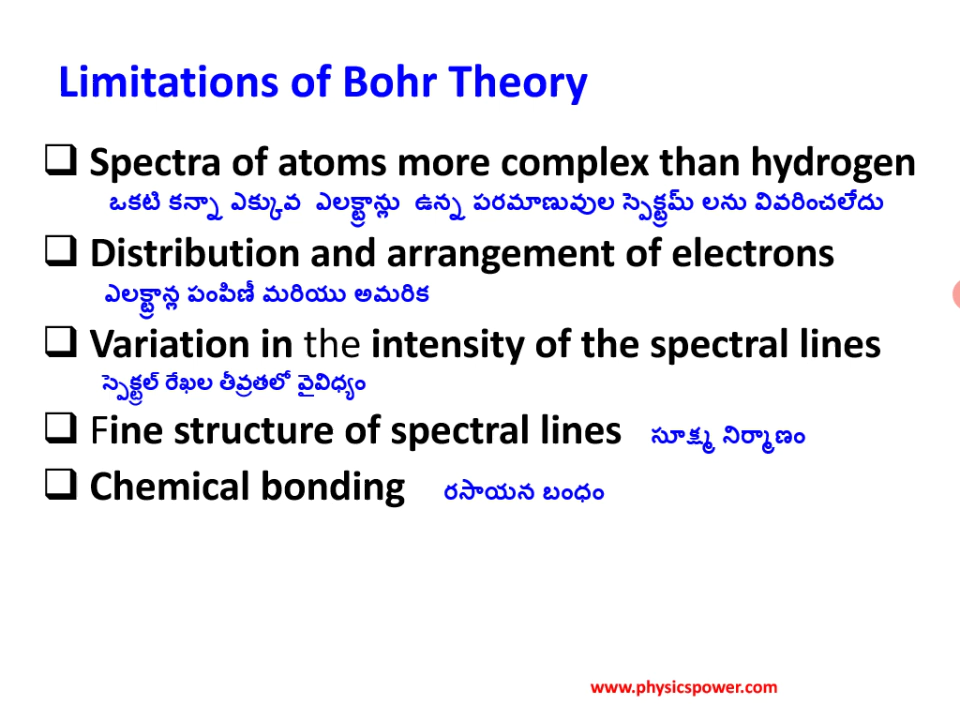 Limitations of Bohr Theory
❑ Spectra of atoms more complex than hydrogen
ఒకటి కన్నా ఎక్కువ ఎలక్ట్రాన్లు ఉన్న పరమాణువుల స్పెక్ట్రమ్ లను వివరించలేదు
❑ Distribution and arrangement of electrons
ఎలక్ట్రాన్ల పంపిణీ మరియు అమరిక
❑ Variation in the intensity of the spectral lines
స్పెక్ట్రల్ రేఖల తీవ్రతలో వైవిధ్యం
❑ Fine structure of spectral lines సూక్ష్మ నిర్మాణం
❑ Chemical bonding రసాయన బంధం
www.physicspower.com